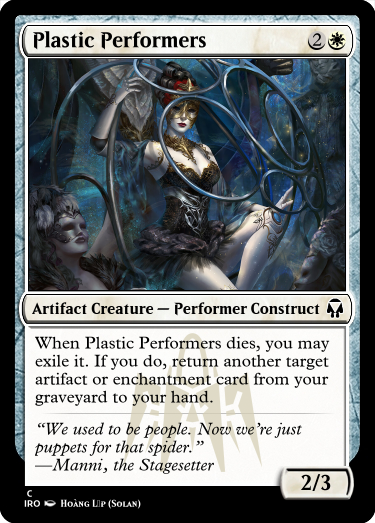 Plastic Performers 2
Artifact Creature — Performer Construct
When Plastic Performers dies, you may
exile it. If you do, return another target
artifact or enchantment card from your
graveyard to your hand.
“We used to be people. Now we’re just
puppets for that spider.”
—Manni, the Stagesetter
2/3
C
IRO Hoàng (Solan)